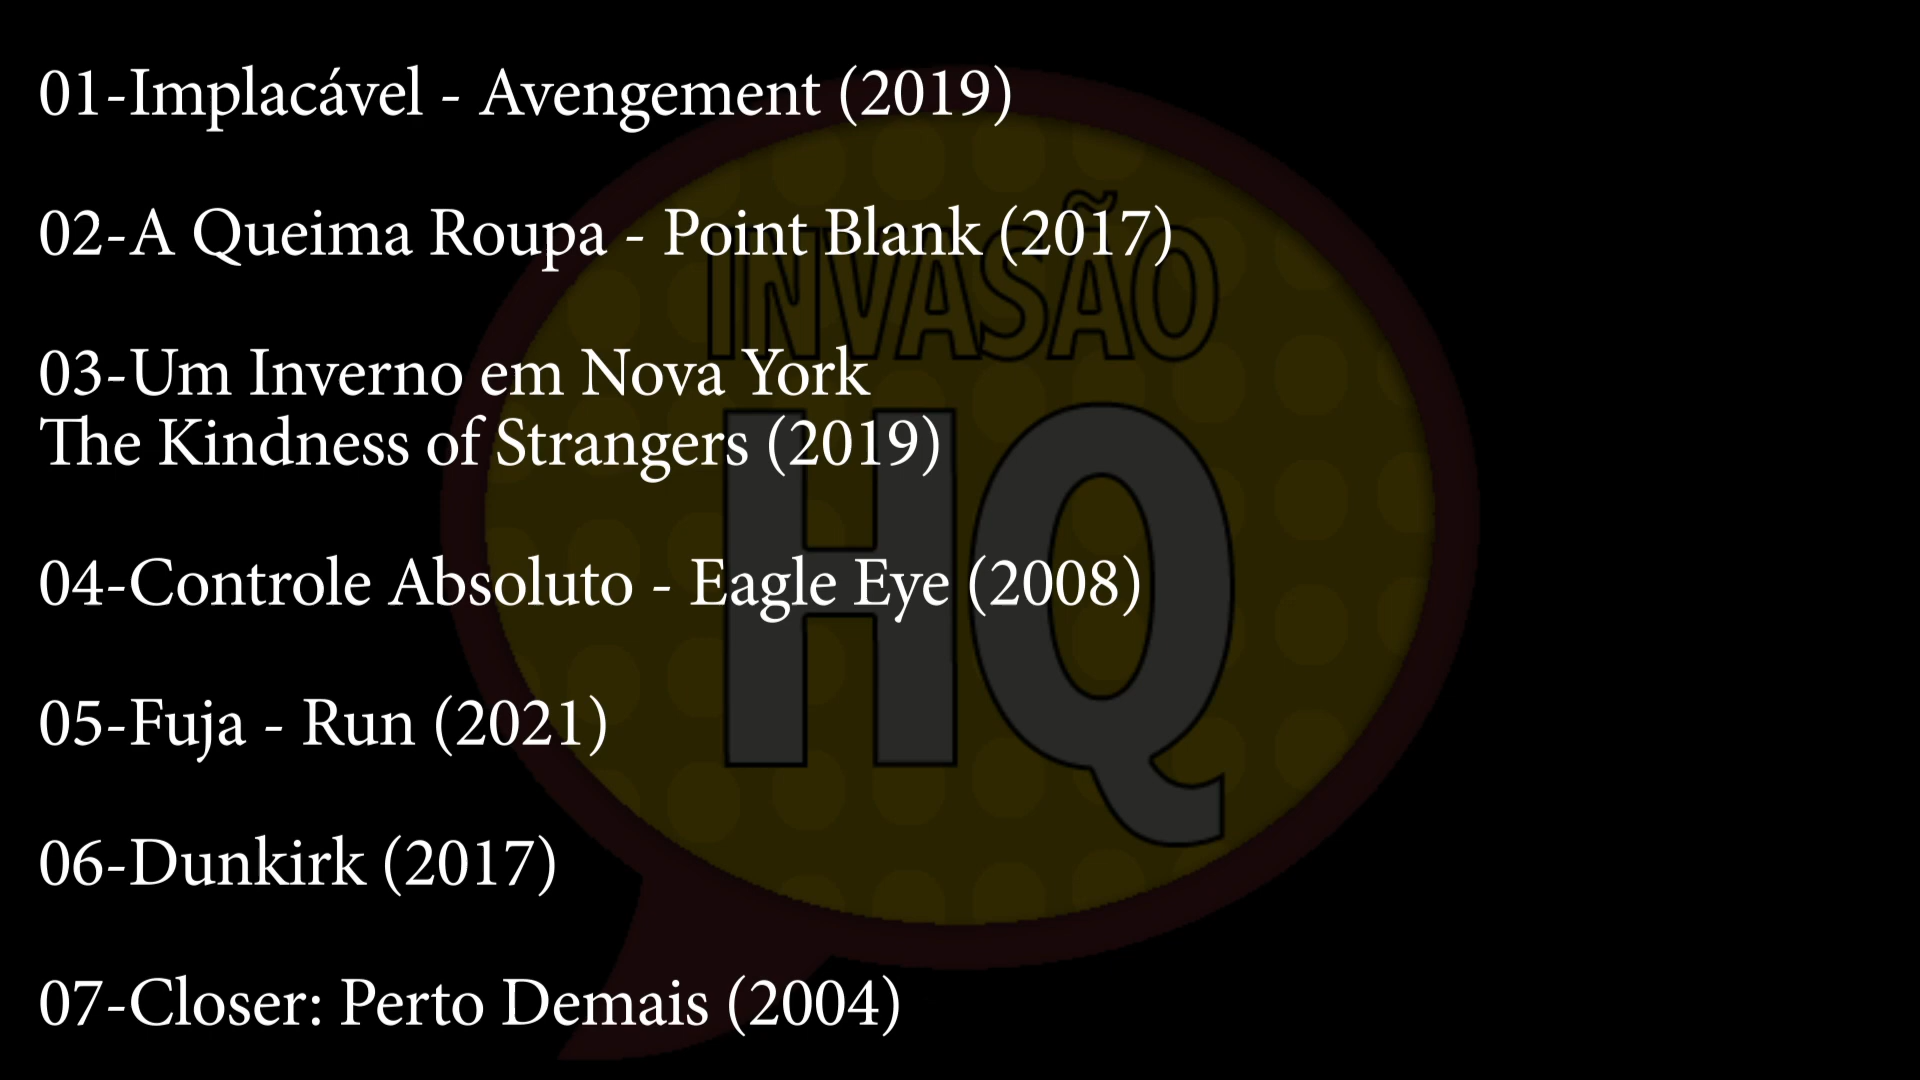 01-Implacável - Avengement (2019)
02-A Queima Roupa - Point Blank (2017)
INVASÃO
03-Um Inverno em Nova York
The Kindness of Strangers (2019)
HQ
04-Controle Absoluto - Eagle Eye (2008)
05-Fuja - Run (2021)
06-Dunkirk (2017)
07-Closer: Perto Demais (2004)